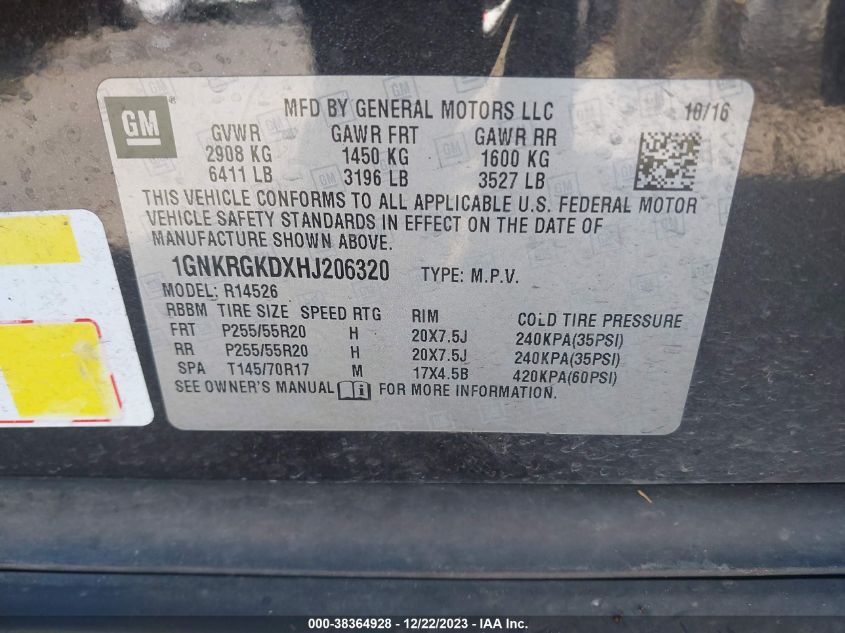 GM
MFD BY GENERAL MOTORS LLC 10/16
GVWR GAWR FRT GAWR RR
2908 KG 1450 KG 1600 KG
6411 LB 3196 LB 3527 LB
THIS VEHICLE CONFORMS TO ALL APPLICABLE U.S. FEDERAL MOTOR
VEHICLE SAFETY STANDARDS IN EFFECT ON THE DATE OF
MANUFACTURE SHOWN ABOVE.
1GNKRGKDXHJ206320 TYPE: M.P.V.
MODEL: R14526
RBBM TIRE SIZE SPEED RTG RIM COLD TIRE PRESSURE
FRT P255/55R20 H 20X7.5J 240KPA(35PSI)
RR P255/55R20 H 20X7.5J 240KPA(35PSI)
SPA T145/70R17 M 17X4.5B 420KPA(60PSI)
SEE OWNER'S MANUAL FOR MORE INFORMATION.
000-38364928 - 12/22/2023 - IAAI Inc.